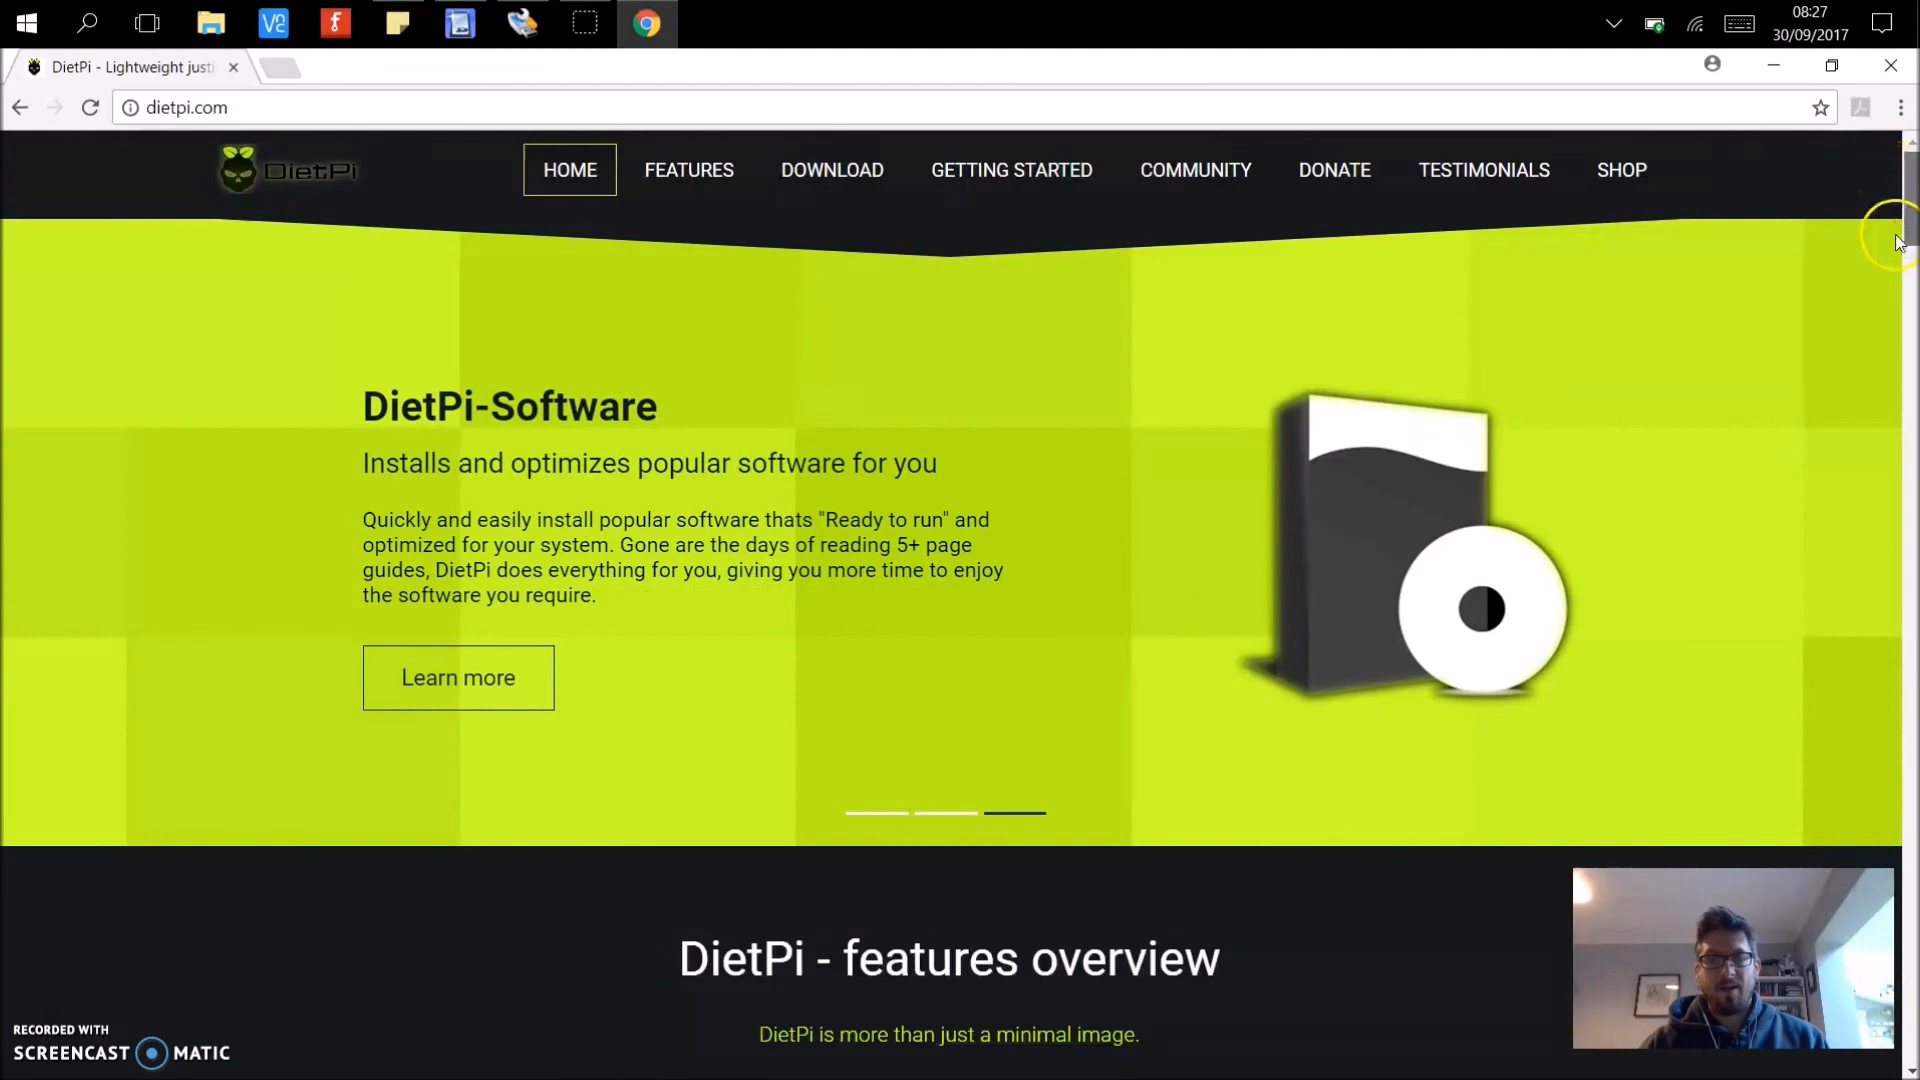 08:27
30/09/2017
DietPi - Lightweight justi
dietpi.com
DietPi
HOME
FEATURES
DOWNLOAD
GETTING STARTED
COMMUNITY
DONATE
TESTIMONIALS
SHOP
DietPi-Software
Installs and optimizes popular software for you
Quickly and easily install popular software thats "Ready to run" and
optimized for your system. Gone are the days of reading 5+ page
guides, DietPi does everything for you, giving you more time to enjoy
the software you require.
Learn more
DietPi - features overview
DietPi is more than just a minimal image.
RECORDED WITH
SCREENCAST MATIC